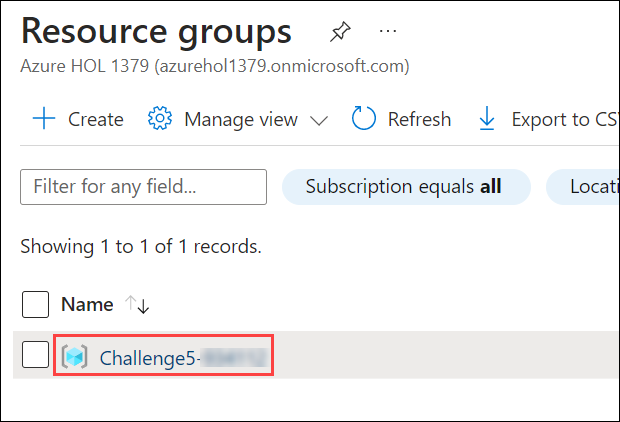 Resource groups
...
Azure HOL 1379 (azurehol1379.onmicrosoft.com)
Create Manage view Refresh Export to CS
Filter for any field... Subscription equals all Locati
Showing 1 to 1 of 1 records.
Name
Challenge5-